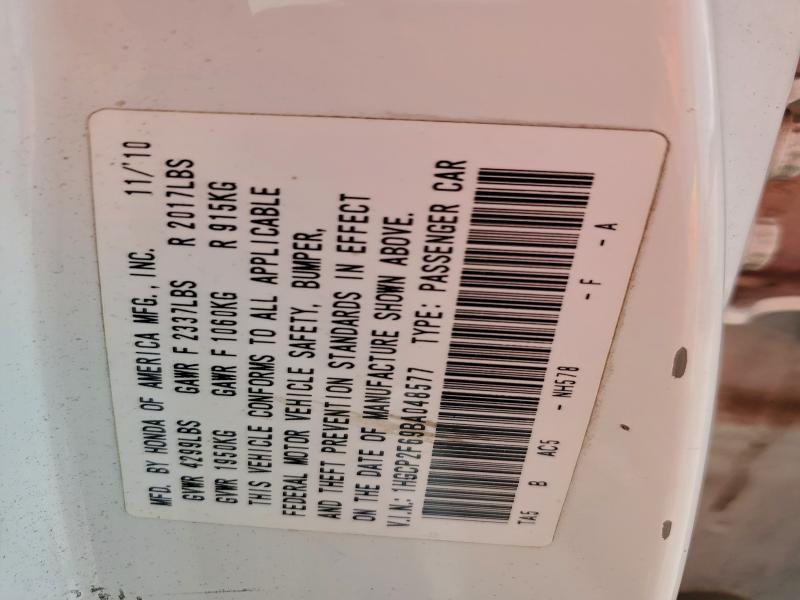 MFD. BY HONDA OF AMERICA MFG., INC. 11/'10
GVWR 4299LBS GAWR F 2337LBS R 2017LBS
GVWR 1950KG GAWR F 1060KG R 915KG
THIS VEHICLE CONFORMS TO ALL APPLICABLE
FEDERAL MOTOR VEHICLE SAFETY, BUMPER,
AND THEFT PREVENTION STANDARDS IN EFFECT
ON THE DATE OF MANUFACTURE SHOWN ABOVE.
V.I.N.: 1HGCP2F69BA048577 TYPE: PASSENGER CAR
TA5 B AC5 - NH578 - F - A